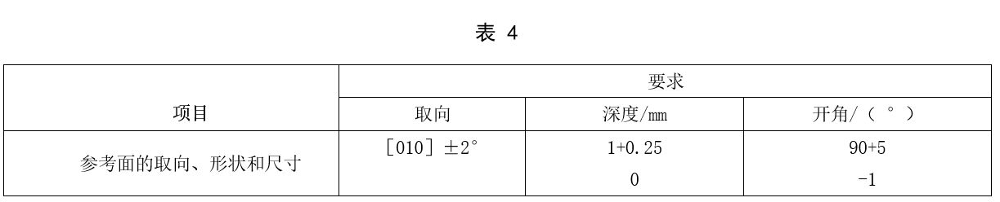 表 4
项目
要求
取向
深度/mm
开角/（ ° ）
参考面的取向、形状和尺寸
［010］±2°
1+0.25
0
90+5
-1